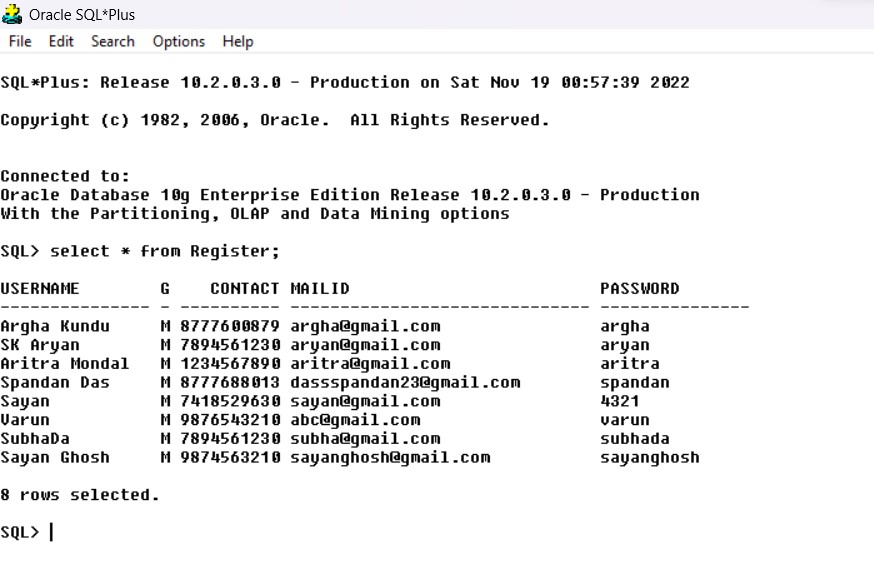 Oracle SQL*Plus
File Edit Search Options Help
SQL*Plus: Release 10.2.0.3.0 - Production on Sat Nov 19 00:57:39 2022
Copyright (c) 1982, 2006, Oracle.  All Rights Reserved.
Connected to:
Oracle Database 10g Enterprise Edition Release 10.2.0.3.0 - Production
With the Partitioning, OLAP and Data Mining options
SQL> select * from Register;
USERNAME        G    CONTACT MAILID                         PASSWORD
--------------- - ---------- ------------------------------ ---------------
Argha Kundu     M 8777600879 argha@gmail.com                argha
SK Aryan        M 7894561230 aryan@gmail.com                aryan
Aritra Mondal   M 1234567890 aritra@gmail.com               aritra
Spandan Das     M 8777688013 dassspandan23@gmail.com        spandan
Sayan           M 7418529630 sayan@gmail.com                4321
Varun           M 9876543210 abc@gmail.com                  varun
SubhaDa         M 7894561230 subha@gmail.com                subhada
Sayan Ghosh     M 9874563210 sayanghosh@gmail.com           sayanghosh
8 rows selected.
SQL>